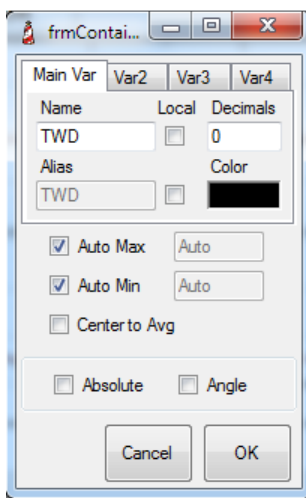 frmContai...
Main Var Var2 Var3 Var4
Name Local Decimals
TWD 0
Alias Color
TWD
Auto Max Auto
Auto Min Auto
Center to Avg
Absolute Angle
Cancel OK